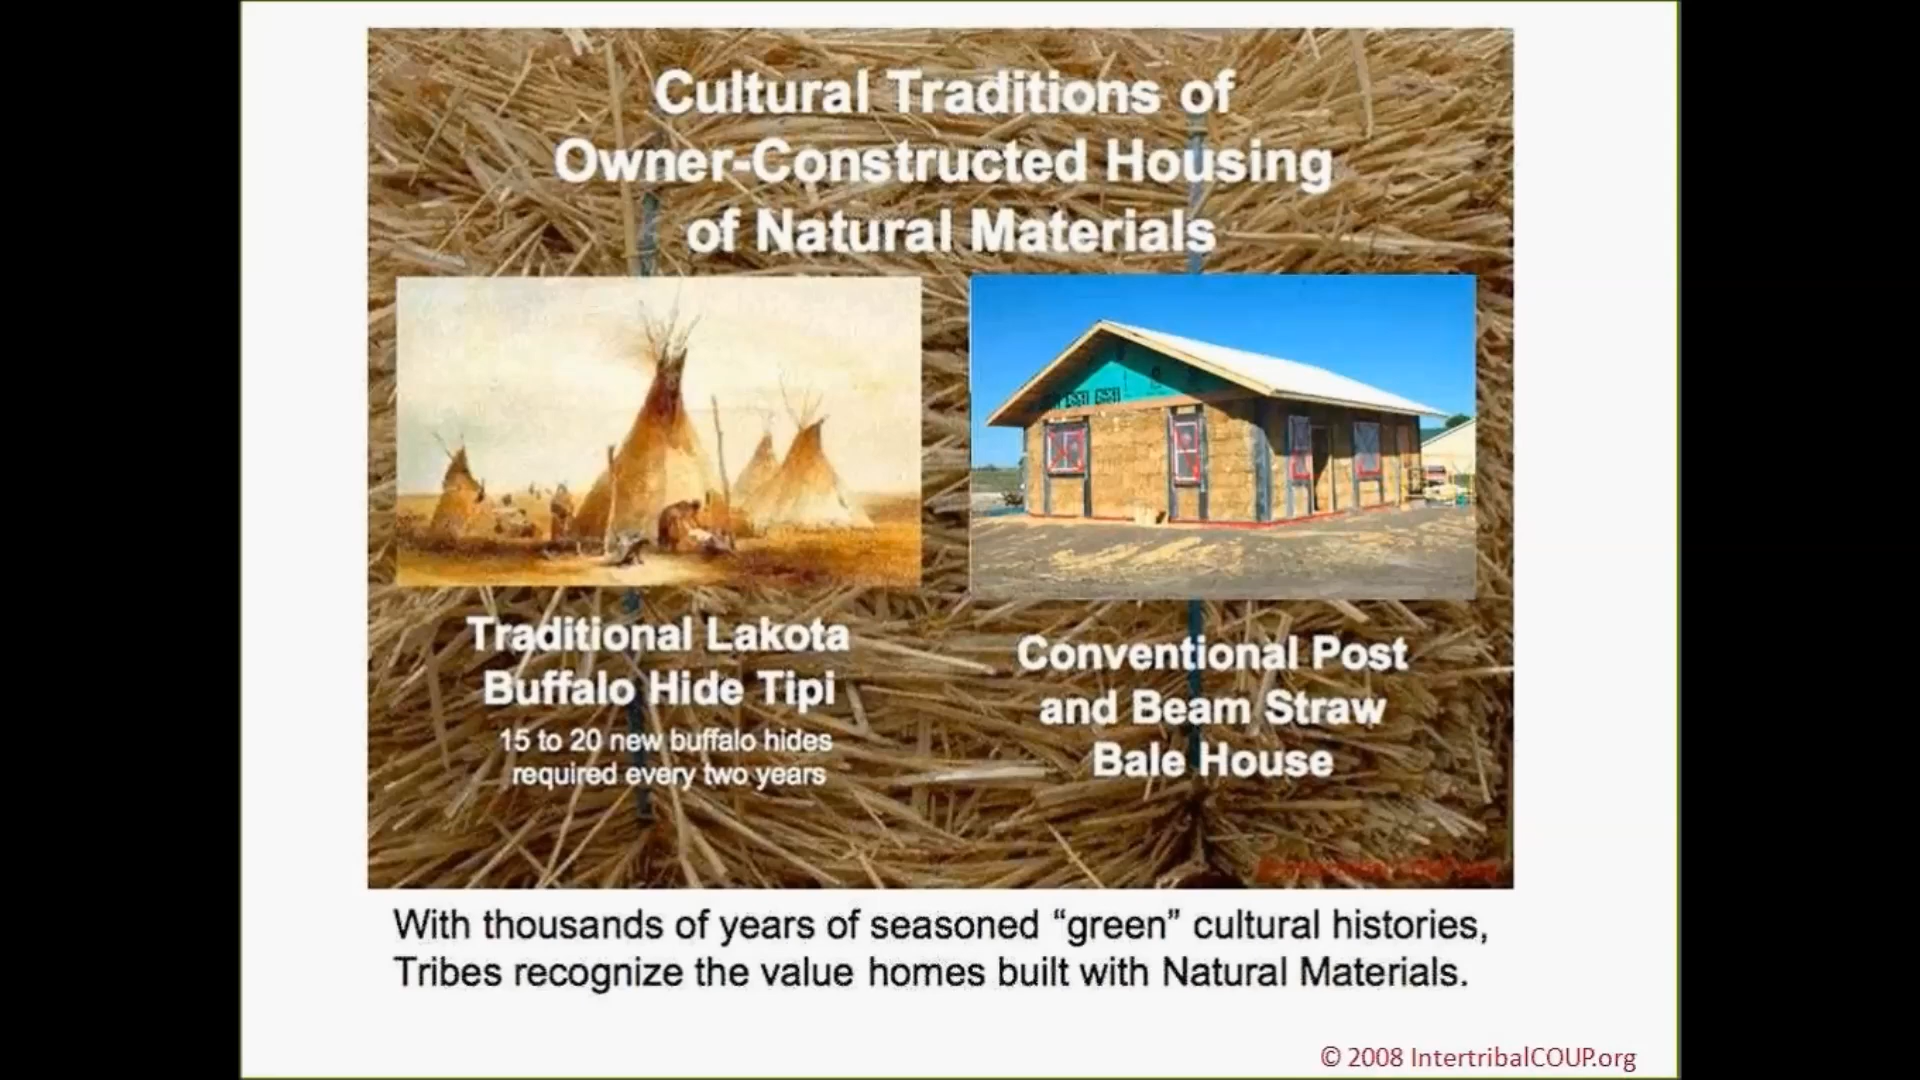 Cultural Traditions of
Owner-Constructed Housing
of Natural Materials
Traditional Lakota
Buffalo Hide Tipi
15 to 20 new buffalo hides
required every two years
Conventional Post
and Beam Straw
Bale House
With thousands of years of seasoned “green” cultural histories,
Tribes recognize the value homes built with Natural Materials.
© 2008 IntertribalCOUP.org